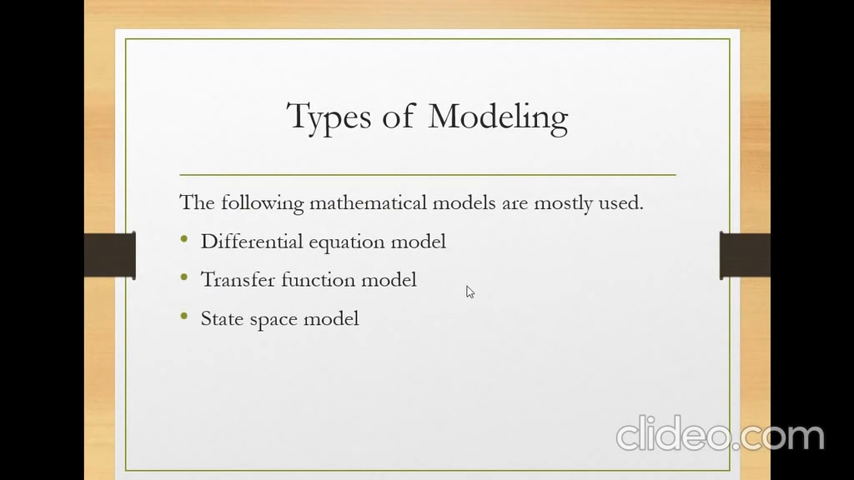 Types of Modeling
The following mathematical models are mostly used.
• Differential equation model
• Transfer function model
• State space model
clideo.com